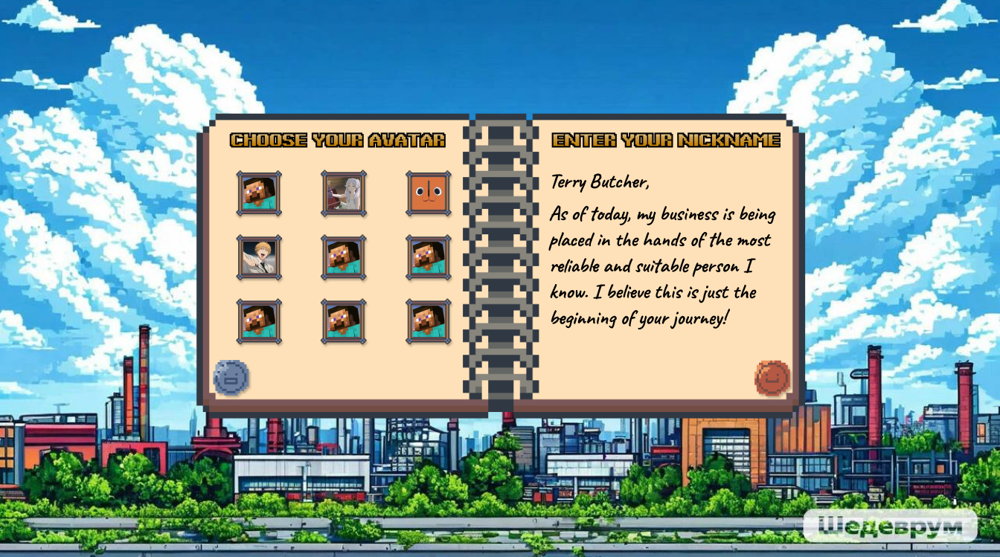 CHOOSE YOUR AVATAR
ENTER YOUR NICKNAME
Terry Butcher,
As of today, my business is being
placed in the hands of the most
reliable and suitable person I
know. I believe this is just the
beginning of your journey!
Шедеврум